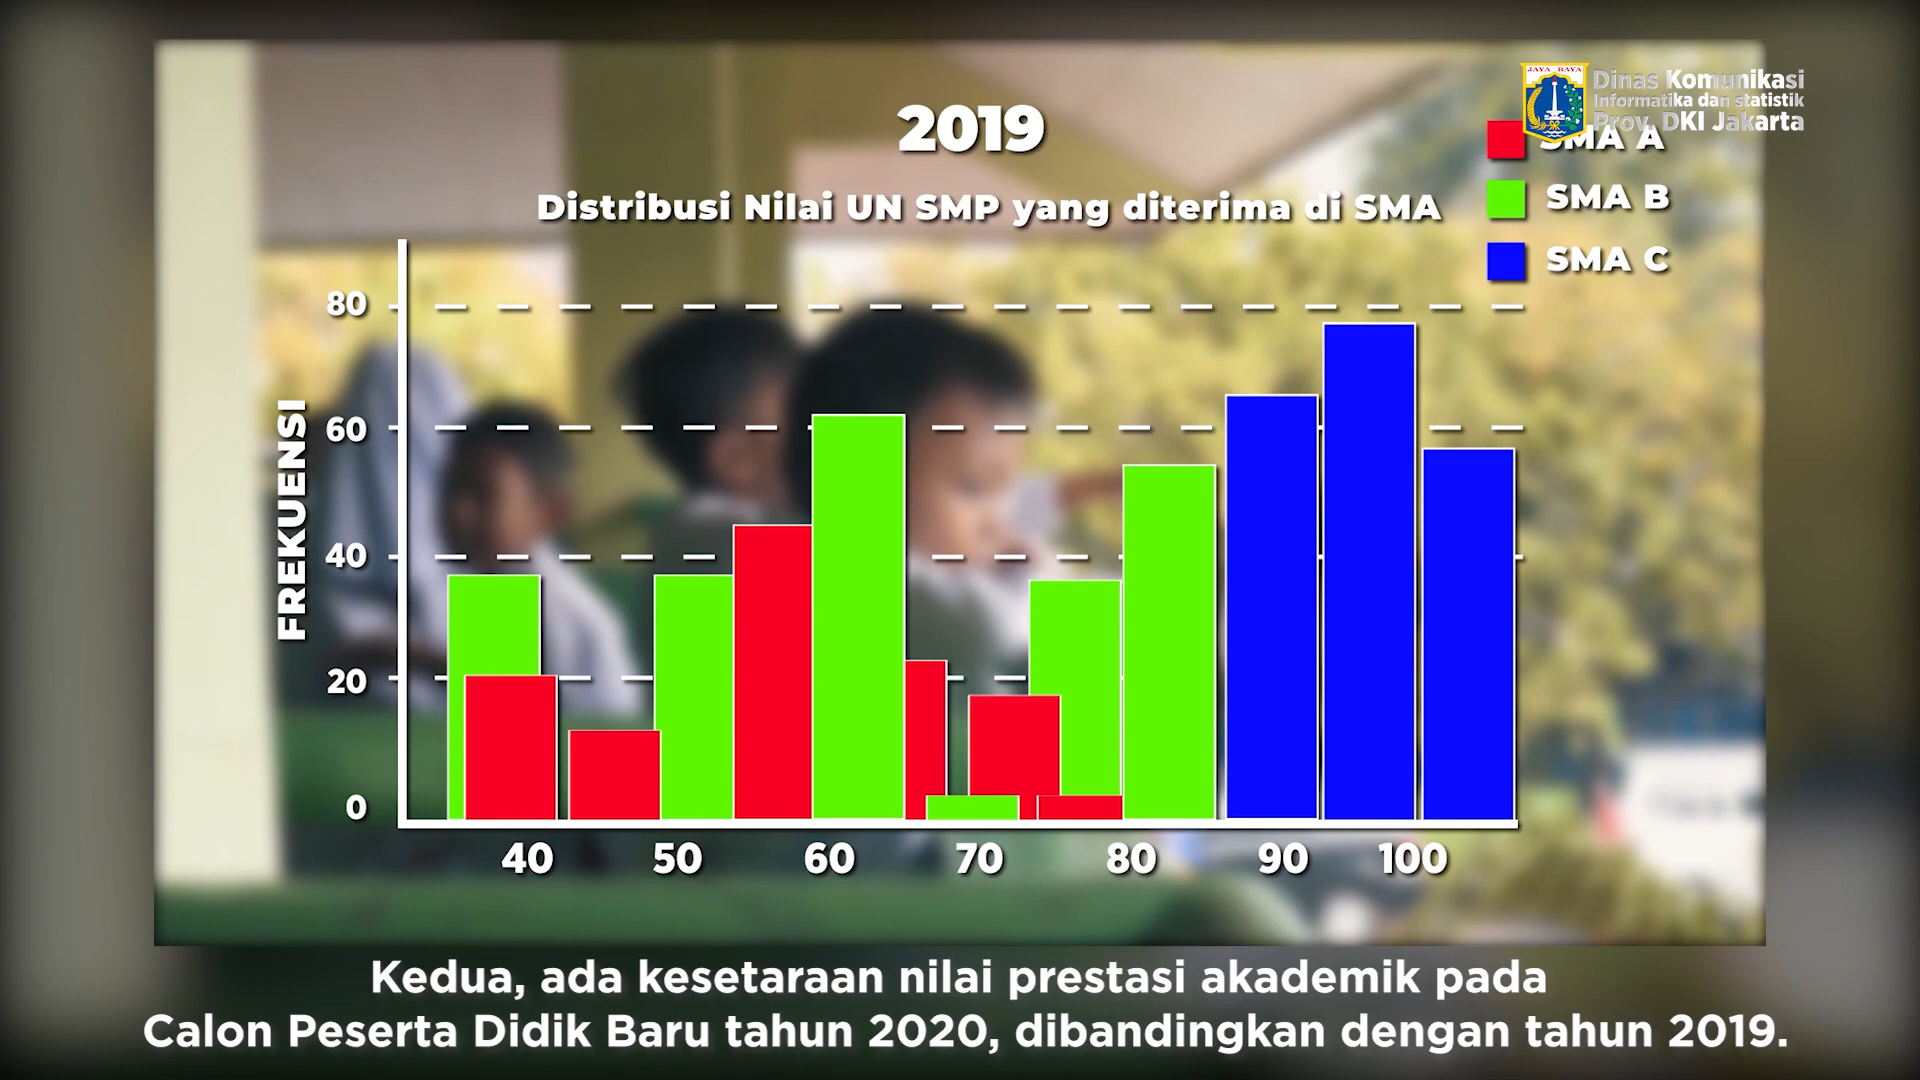 JAYA RAYA
Dinas Komunikasi
Informatika dan statistik
Prov. DKI Jakarta
2019
Distribusi Nilai UN SMP yang diterima di SMA
SMA A
SMA B
SMA C
FREKUENSI
80
60
40
20
0
40 50 60 70 80 90 100
Kedua, ada kesetaraan nilai prestasi akademik pada
Calon Peserta Didik Baru tahun 2020, dibandingkan dengan tahun 2019.